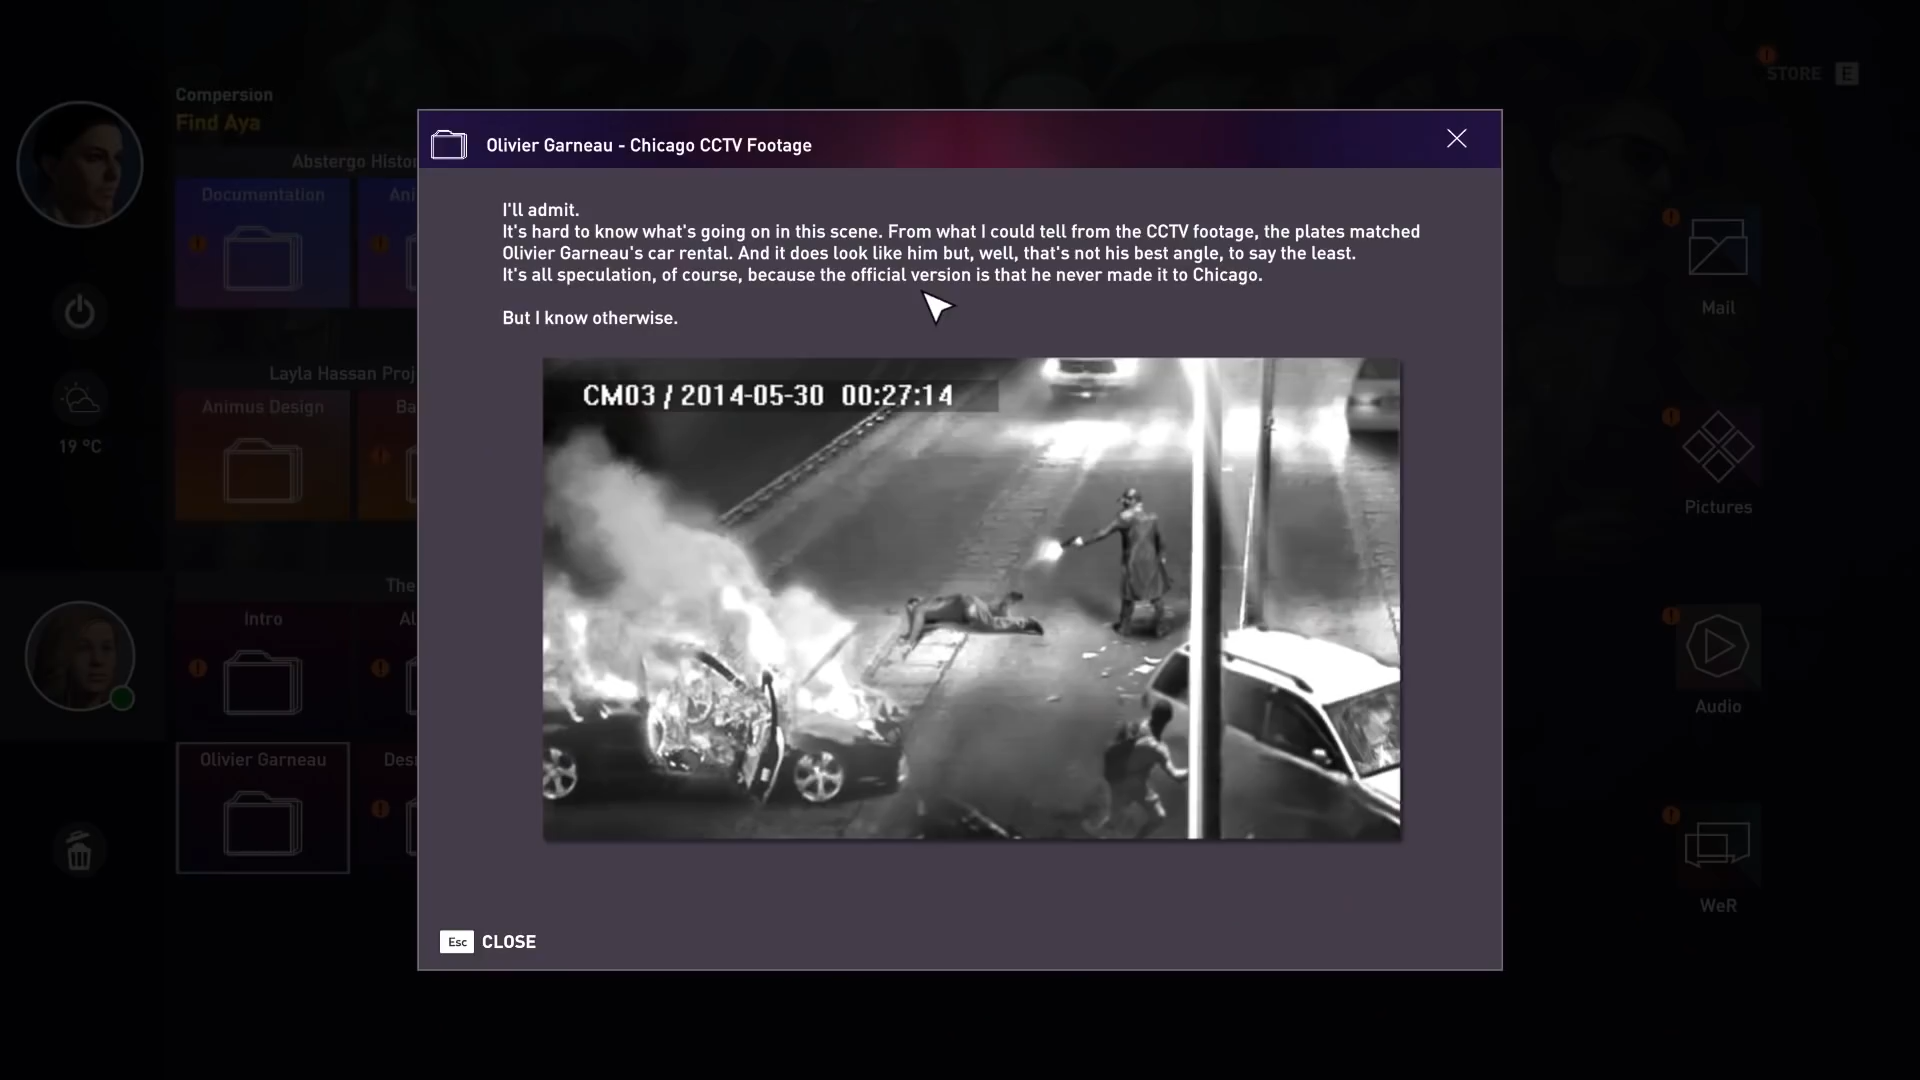 STORE E
Compersion
Find Aya
Abstergo Histor
Documentation
Ani
Layla Hassan Proj
Animus Design
Ba
19 °C
The
Intro
Al
Olivier Garneau
Des
Olivier Garneau - Chicago CCTV Footage
I'll admit.
It's hard to know what's going on in this scene. From what I could tell from the CCTV footage, the plates matched
Olivier Garneau's car rental. And it does look like him but, well, that's not his best angle, to say the least.
It's all speculation, of course, because the official version is that he never made it to Chicago.
But I know otherwise.
CM03 / 2014-05-30 00:27:14
Esc CLOSE
Mail
Pictures
Audio
WeR